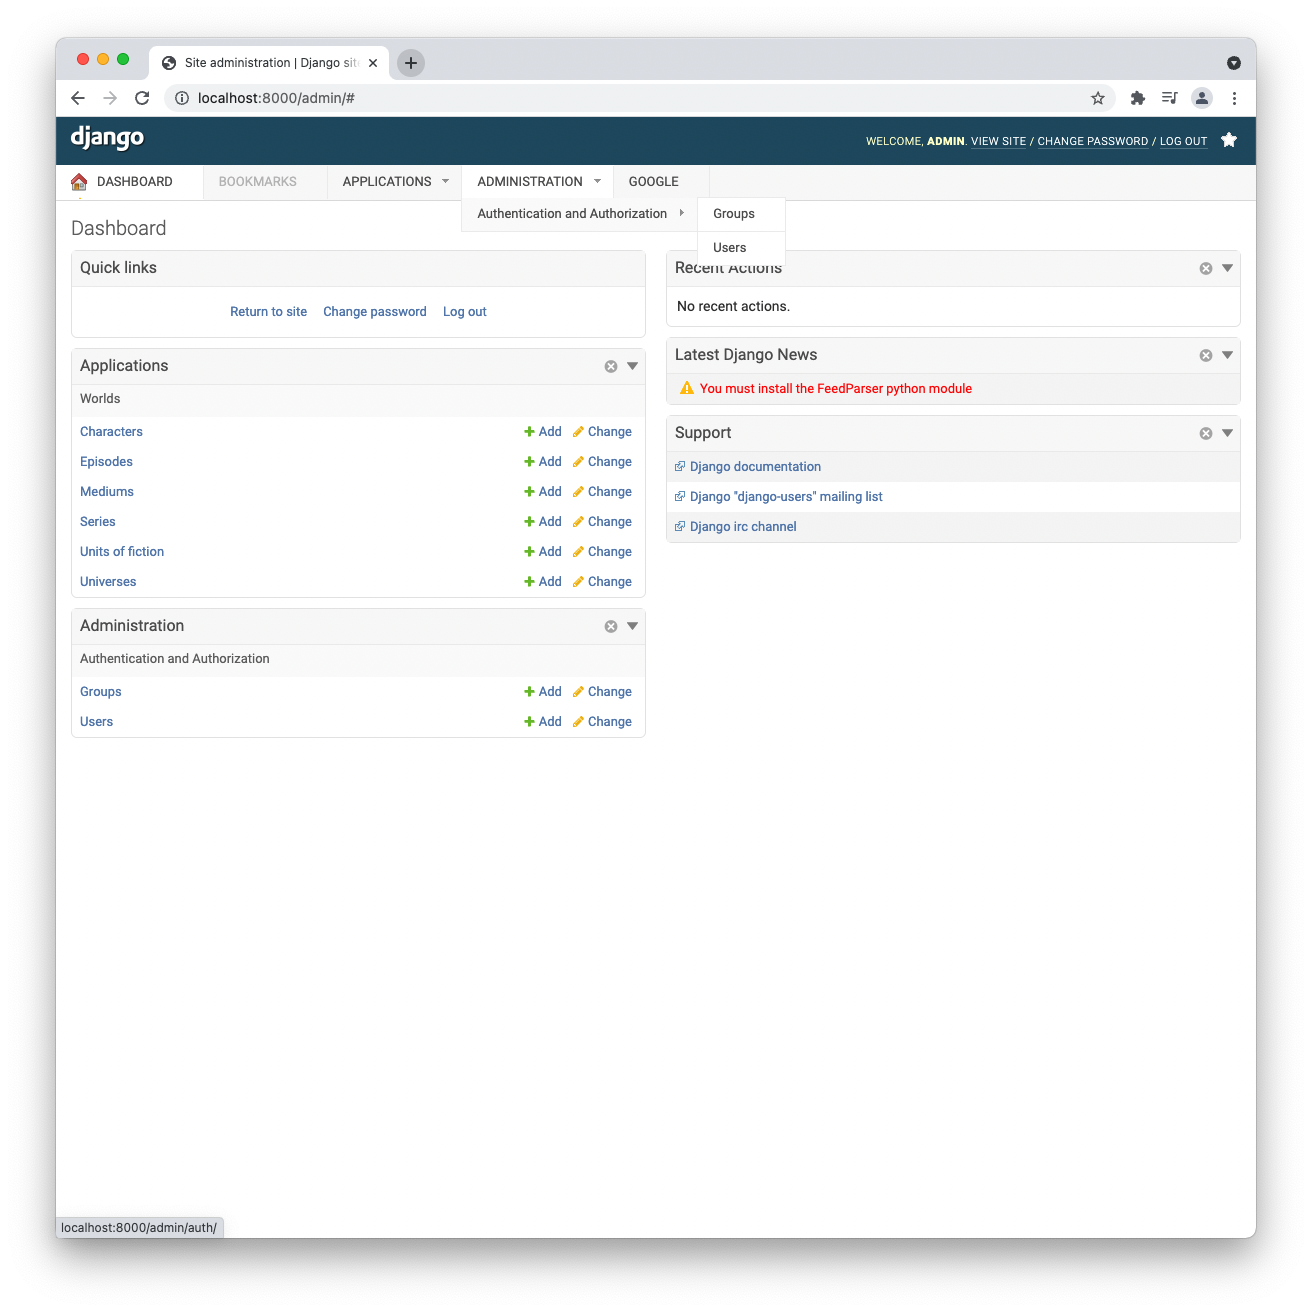 Site administration | Django sit
localhost:8000/admin/#
django
WELCOME, ADMIN. VIEW SITE / CHANGE PASSWORD / LOG OUT
DASHBOARD BOOKMARKS APPLICATIONS ADMINISTRATION GOOGLE
Authentication and Authorization
Groups
Users
Dashboard
Quick links
Return to site Change password Log out
Applications
Worlds
Characters Add Change
Episodes Add Change
Mediums Add Change
Series Add Change
Units of fiction Add Change
Universes Add Change
Administration
Authentication and Authorization
Groups Add Change
Users Add Change
Recent Actions
No recent actions.
Latest Django News
You must install the FeedParser python module
Support
Django documentation
Django "django-users" mailing list
Django irc channel
localhost:8000/admin/auth/